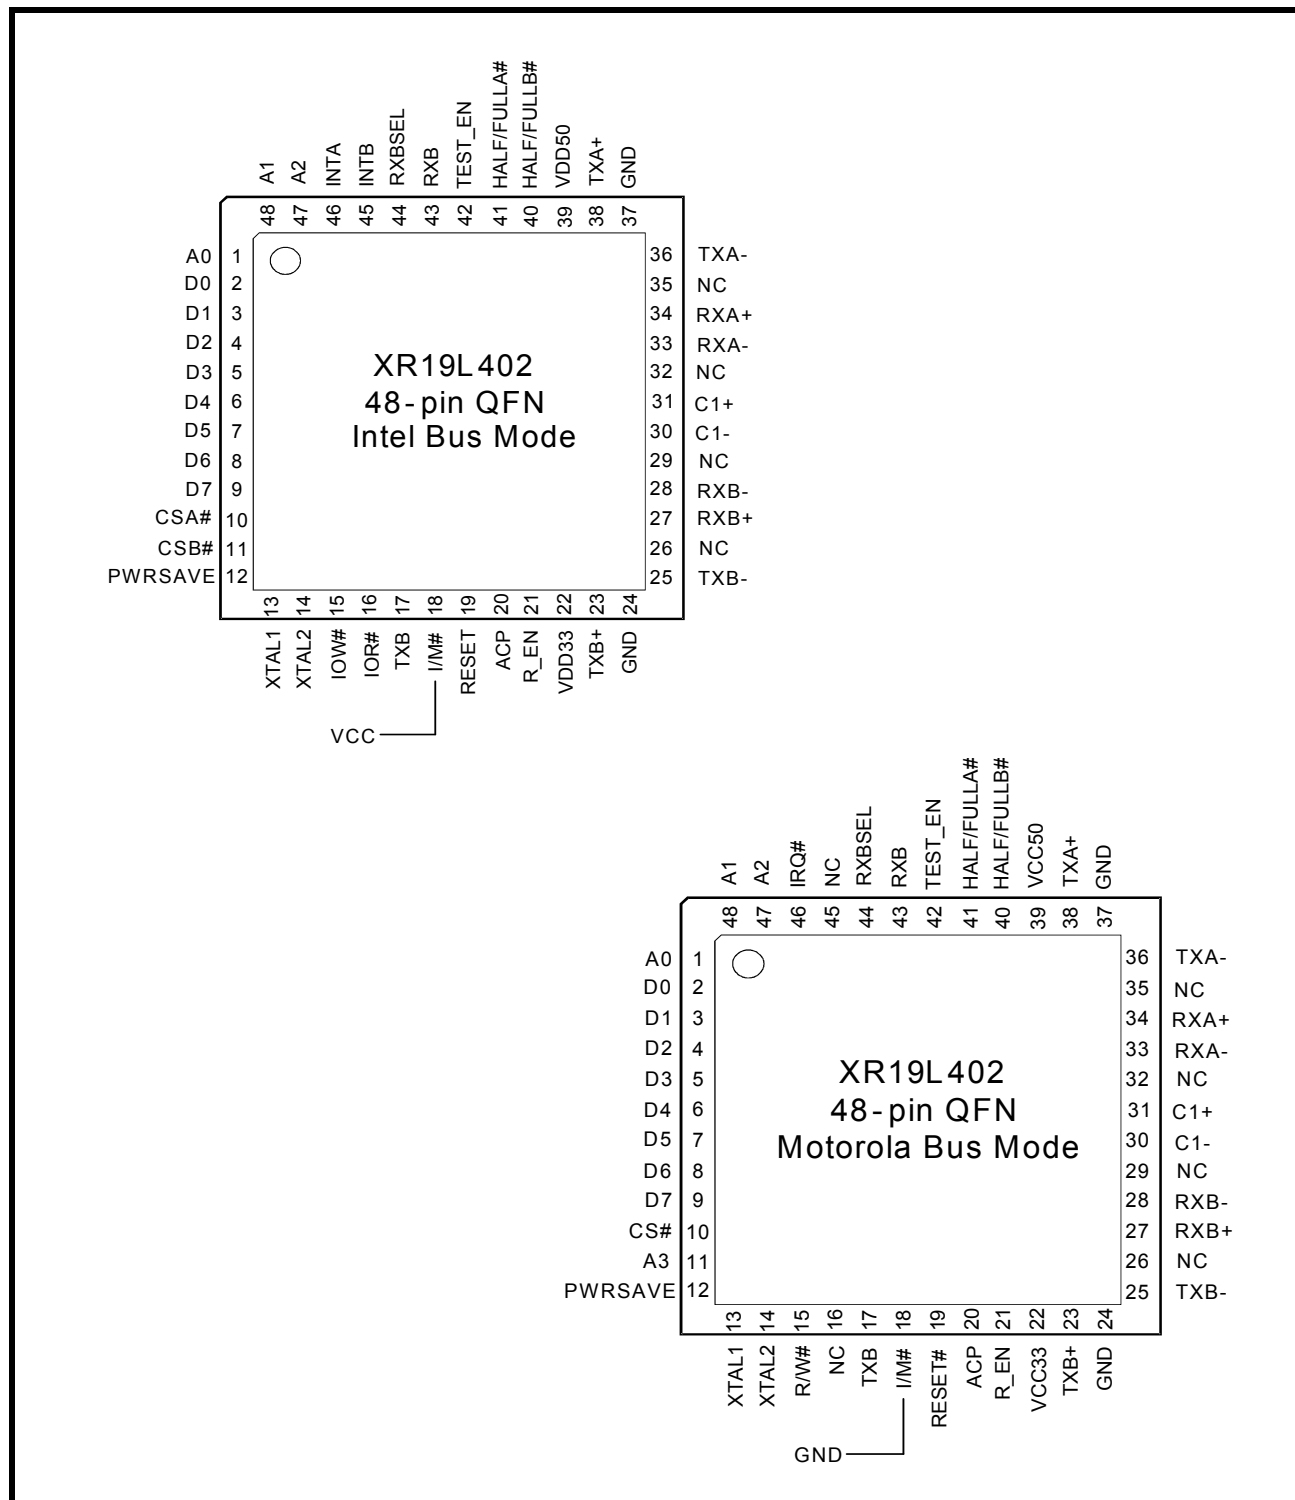 A1
A2
INTA
INTB
RXBSEL
RXB
TEST_EN
HALF/FULLA#
HALF/FULLB#
VDD50
TXA+
GND
48 47 46 45 44 43 42 41 40 39 38 37
A0 1
D0 2
D1 3
D2 4
D3 5
D4 6
D5 7
D6 8
D7 9
CSA# 10
CSB# 11
PWRSAVE 12
XR19L402
48-pin QFN
Intel Bus Mode
36 TXA-
35 NC
34 RXA+
33 RXA-
32 NC
31 C1+
30 C1-
29 NC
28 RXB-
27 RXB+
26 NC
25 TXB-
13 14 15 16 17 18 19 20 21 22 23 24
XTAL1
XTAL2
IOW#
IOR#
TXB
I/M#
RESET
ACP
R_EN
VDD33
TXB+
GND
VCC
A1
A2
IRQ#
NC
RXBSEL
RXB
TEST_EN
HALF/FULLA#
HALF/FULLB#
VCC50
TXA+
GND
48 47 46 45 44 43 42 41 40 39 38 37
A0 1
D0 2
D1 3
D2 4
D3 5
D4 6
D5 7
D6 8
D7 9
CS# 10
A3 11
PWRSAVE 12
XR19L402
48-pin QFN
Motorola Bus Mode
36 TXA-
35 NC
34 RXA+
33 RXA-
32 NC
31 C1+
30 C1-
29 NC
28 RXB-
27 RXB+
26 NC
25 TXB-
13 14 15 16 17 18 19 20 21 22 23 24
XTAL1
XTAL2
R/W#
NC
TXB
I/M#
RESET#
ACP
R_EN
VCC33
TXB+
GND
GND